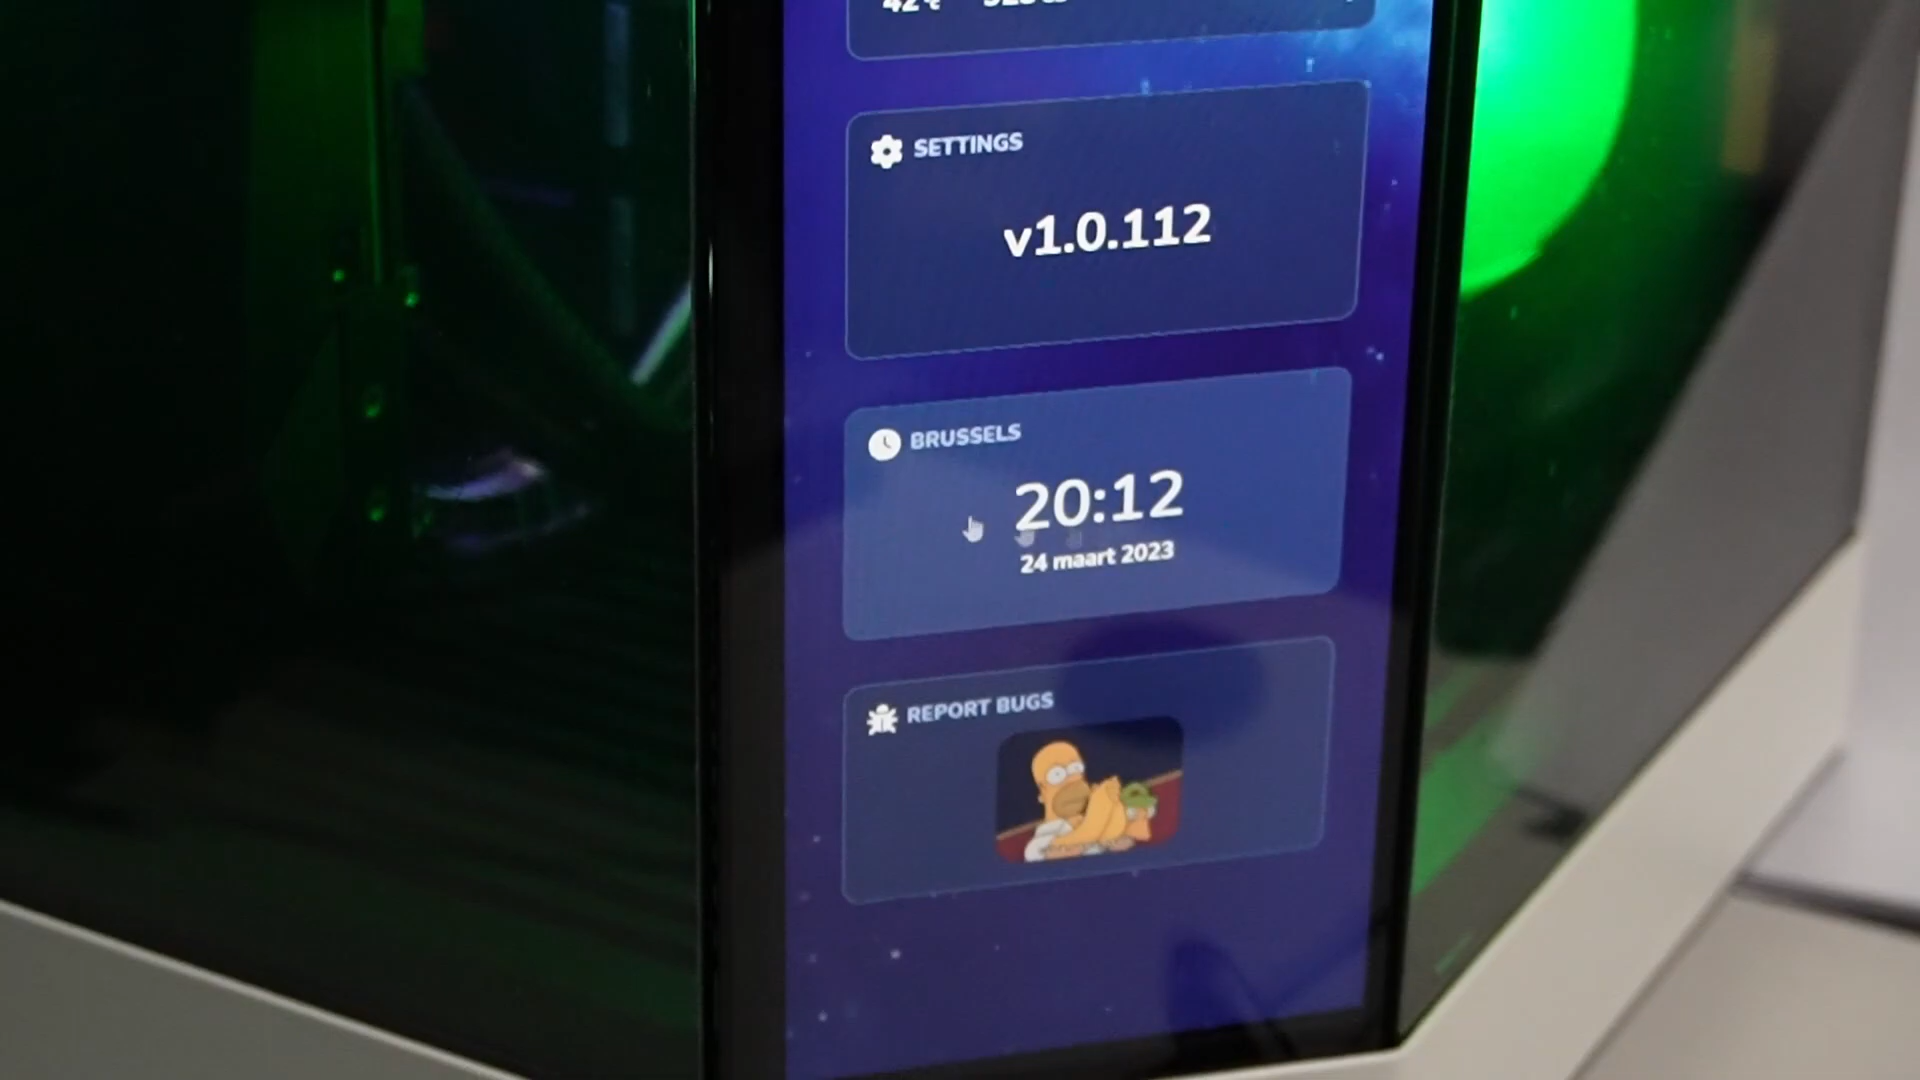 SETTINGS
v1.0.112
BRUSSELS
20:12
24 maart 2023
REPORT BUGS